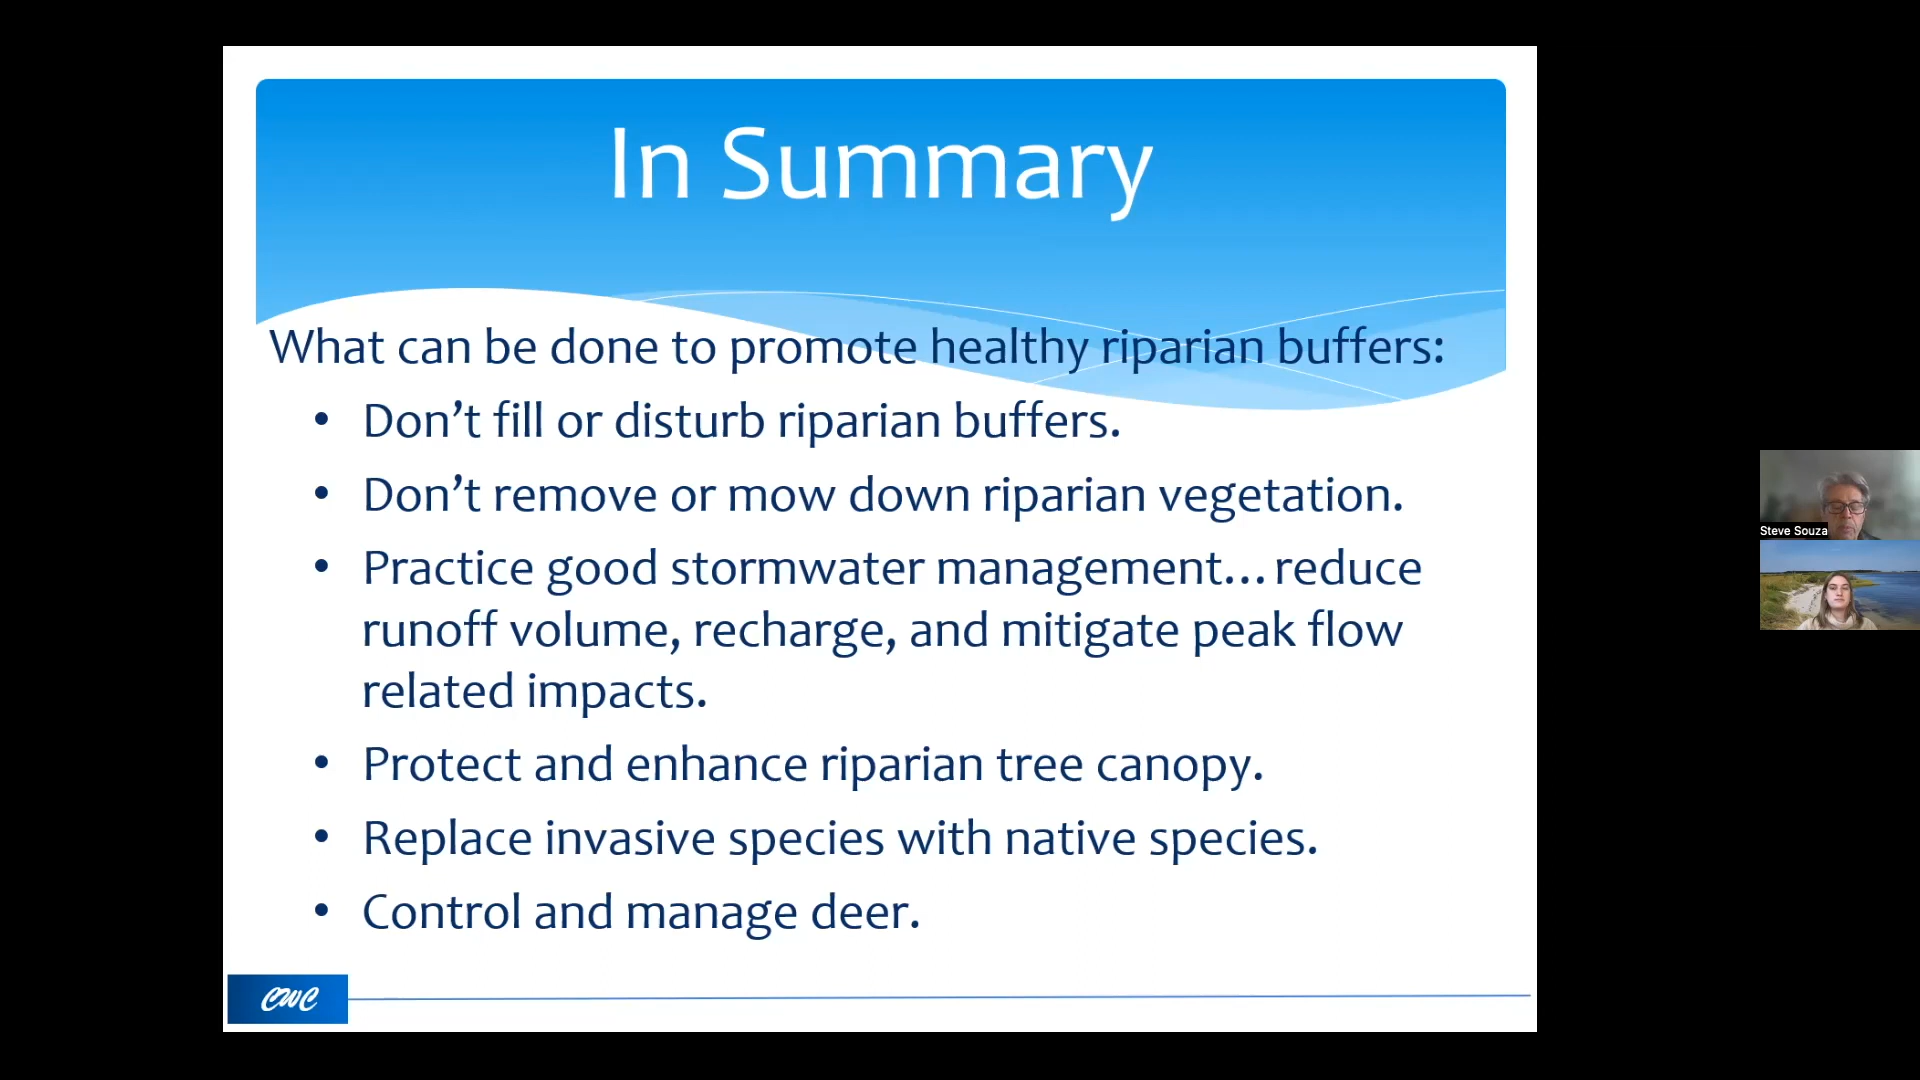 In Summary
What can be done to promote healthy riparian buffers:
• Don’t fill or disturb riparian buffers.
• Don’t remove or mow down riparian vegetation.
• Practice good stormwater management…reduce
runoff volume, recharge, and mitigate peak flow
related impacts.
• Protect and enhance riparian tree canopy.
• Replace invasive species with native species.
• Control and manage deer.
CWC
Steve Souza